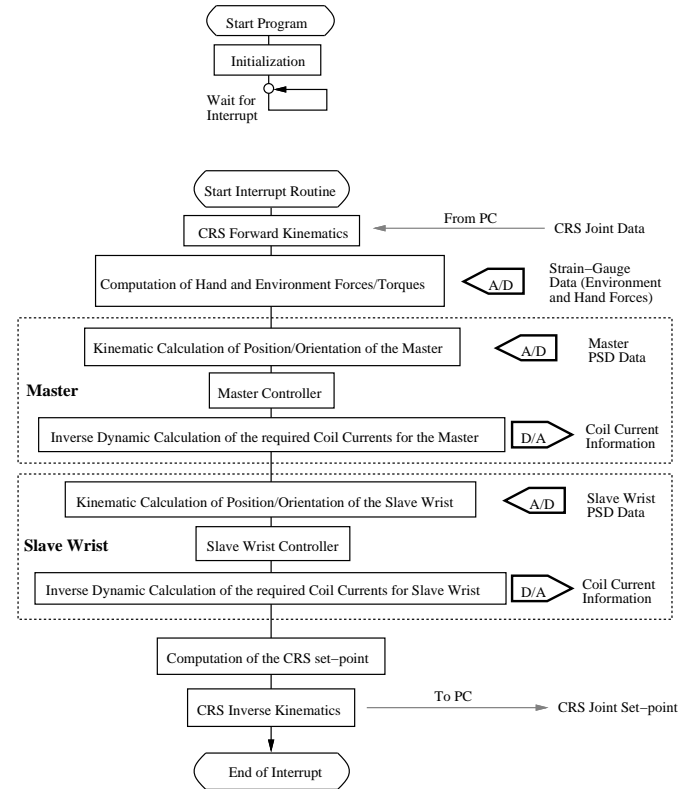 Start Program
Initialization
Wait for
Interrupt
Start Interrupt Routine
CRS Forward Kinematics
From PC
CRS Joint Data
Computation of Hand and Environment Forces/Torques
A/D
Strain−Gauge
Data (Environment
and Hand Forces)
Kinematic Calculation of Position/Orientation of the Master
A/D
Master
PSD Data
Master
Master Controller
Inverse Dynamic Calculation of the required Coil Currents for the Master
D/A
Coil Current
Information
Kinematic Calculation of Position/Orientation of the Slave Wrist
A/D
Slave Wrist
PSD Data
Slave Wrist
Slave Wrist Controller
Inverse Dynamic Calculation of the required Coil Currents for Slave Wrist
D/A
Coil Current
Information
Computation of the CRS set−point
CRS Inverse Kinematics
To PC
CRS Joint Set−point
End of Interrupt